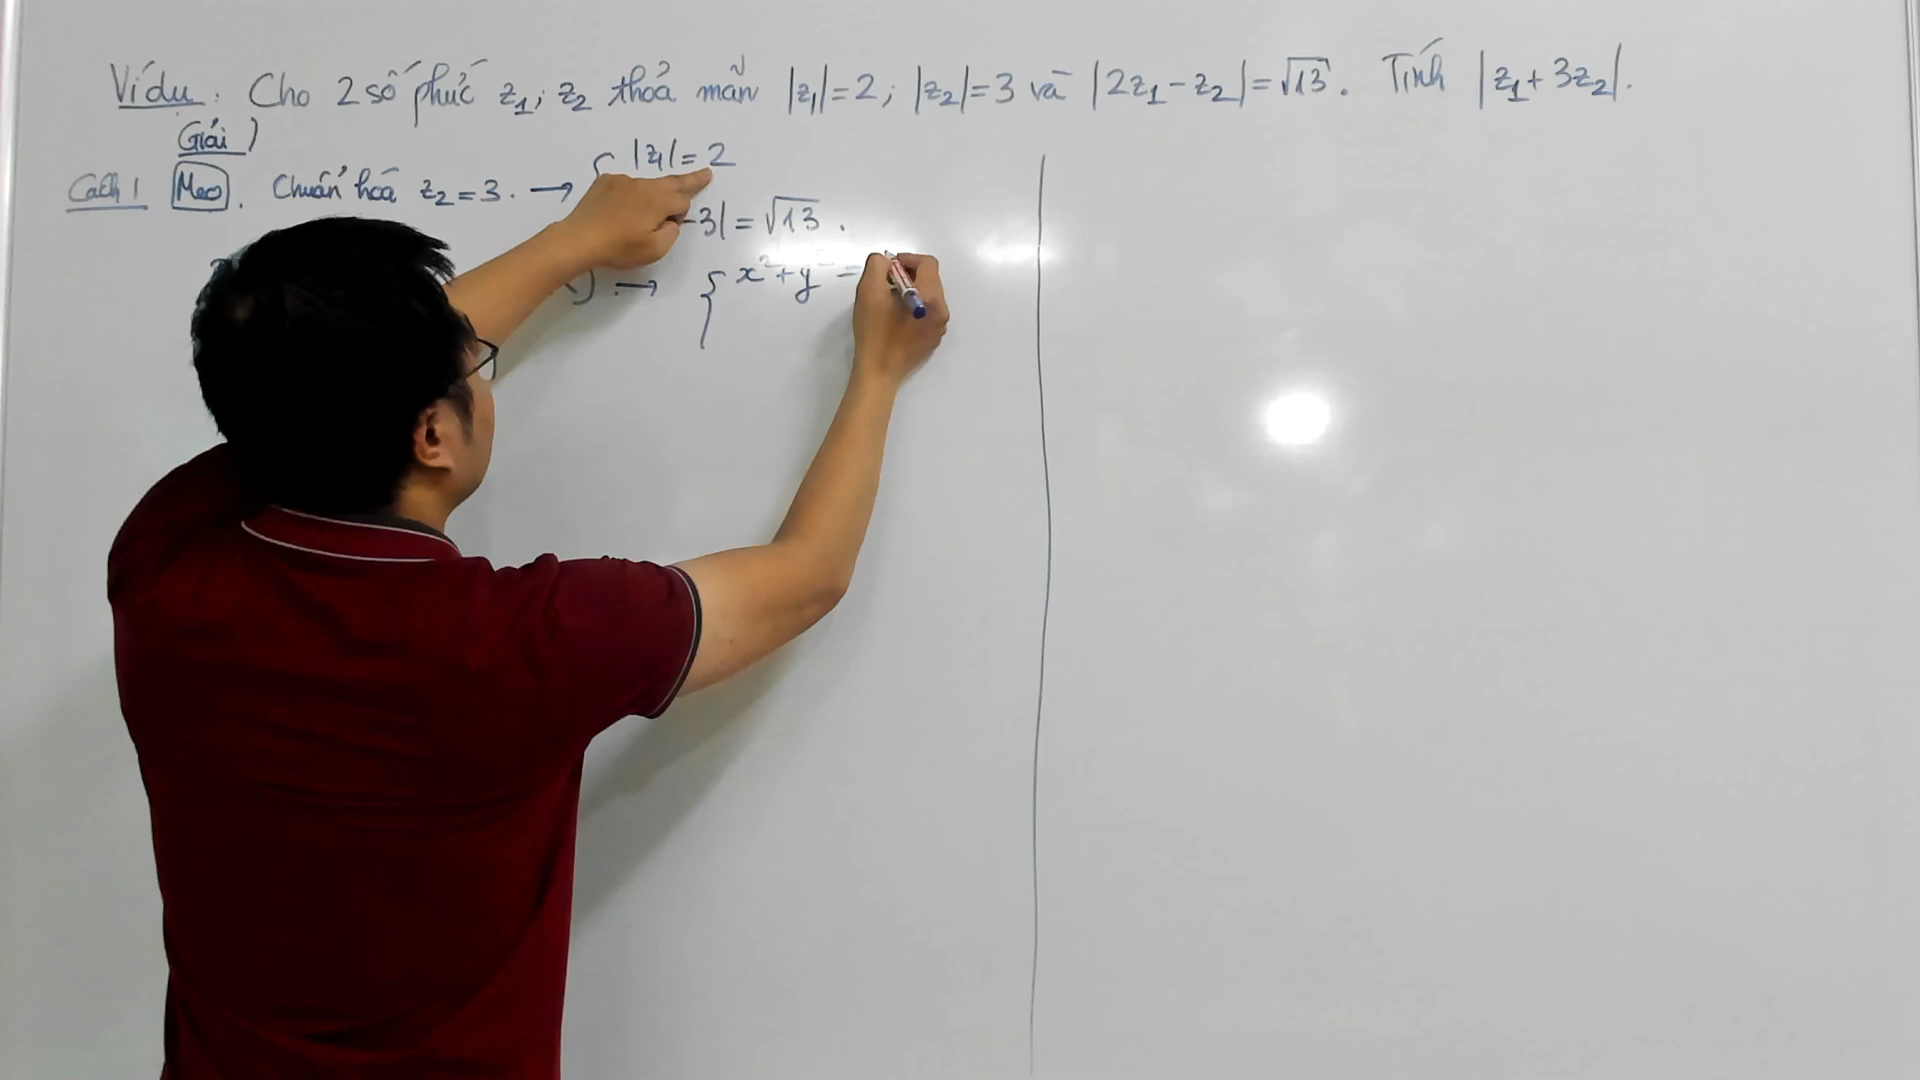 Ví dụ: Cho 2 số phức z₁; z₂ thoả mãn |z₁|=2; |z₂|=3 và |2z₁-z₂|=√13. Tính |z₁+3z₂|.
Giải)
Cách 1 Mẹo. Chuẩn hoá z₂=3. → { |z₁|=2
-3|=√13.
→ { x²+y²=